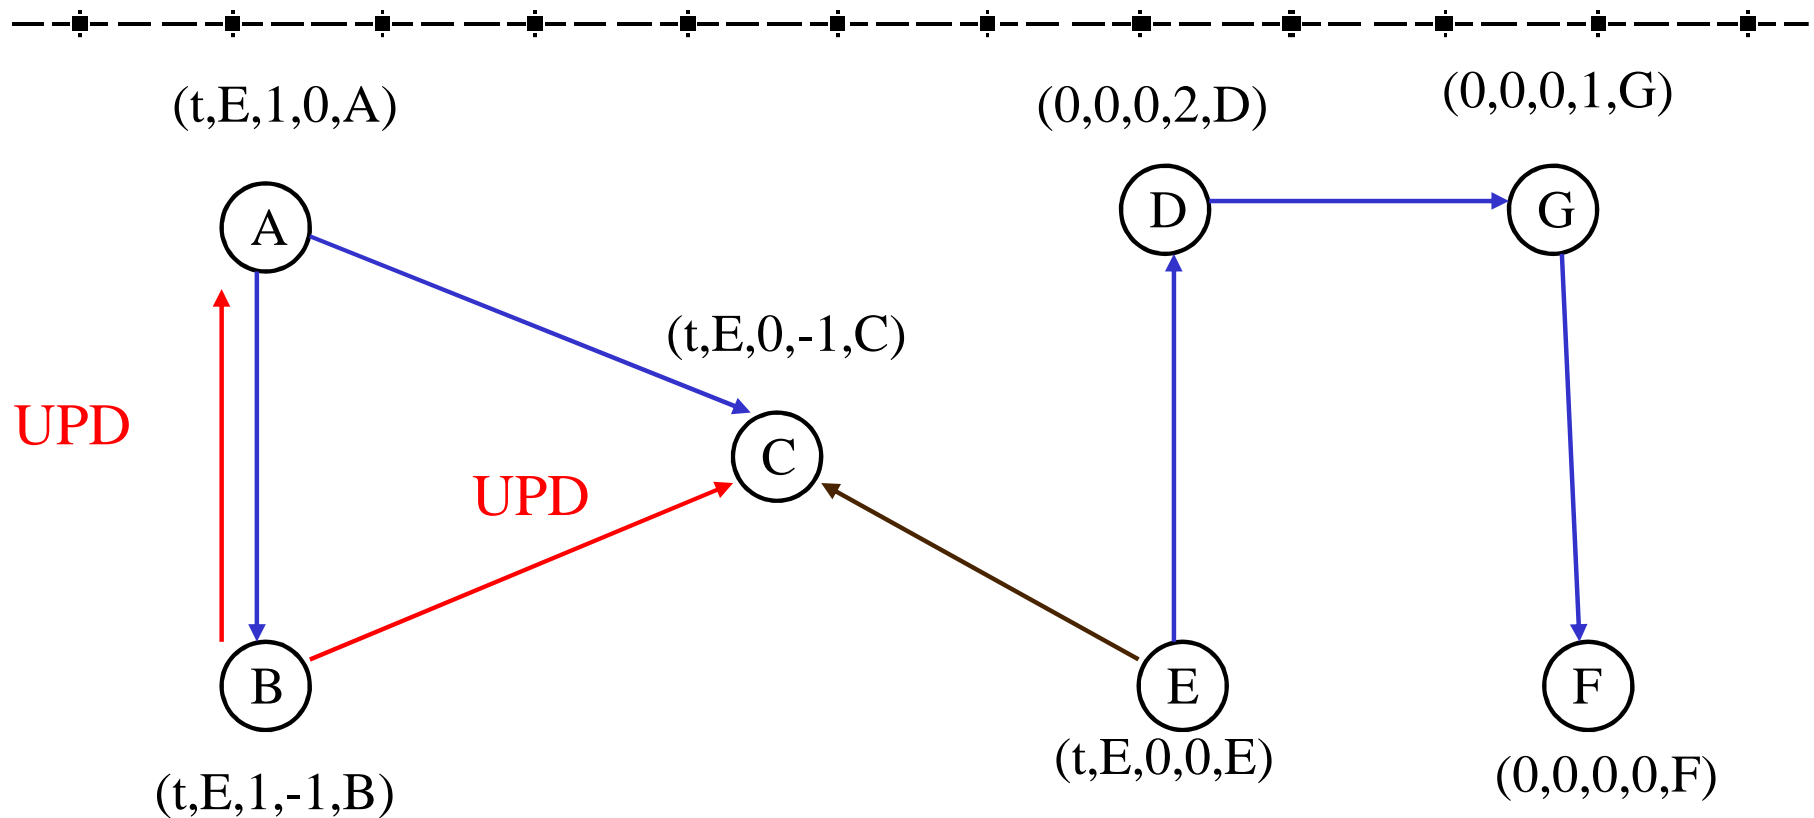 (t,E,1,0,A)
(0,0,0,2,D)
(0,0,0,1,G)
A
D
G
(t,E,0,-1,C)
UPD
C
UPD
B
E
F
(t,E,0,0,E)
(0,0,0,0,F)
(t,E,1,-1,B)